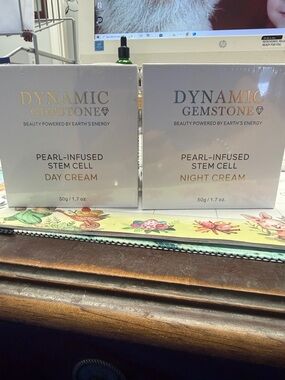 DYNAMIC
GEMSTONE
BEAUTY POWERED BY EARTH'S ENERGY
PEARL-INFUSED
STEM CELL
DAY CREAM
50g / 1.7 oz.
DYNAMIC
GEMSTONE
BEAUTY POWERED BY EARTH'S ENERGY
PEARL-INFUSED
STEM CELL
NIGHT CREAM
50g / 1.7 oz.